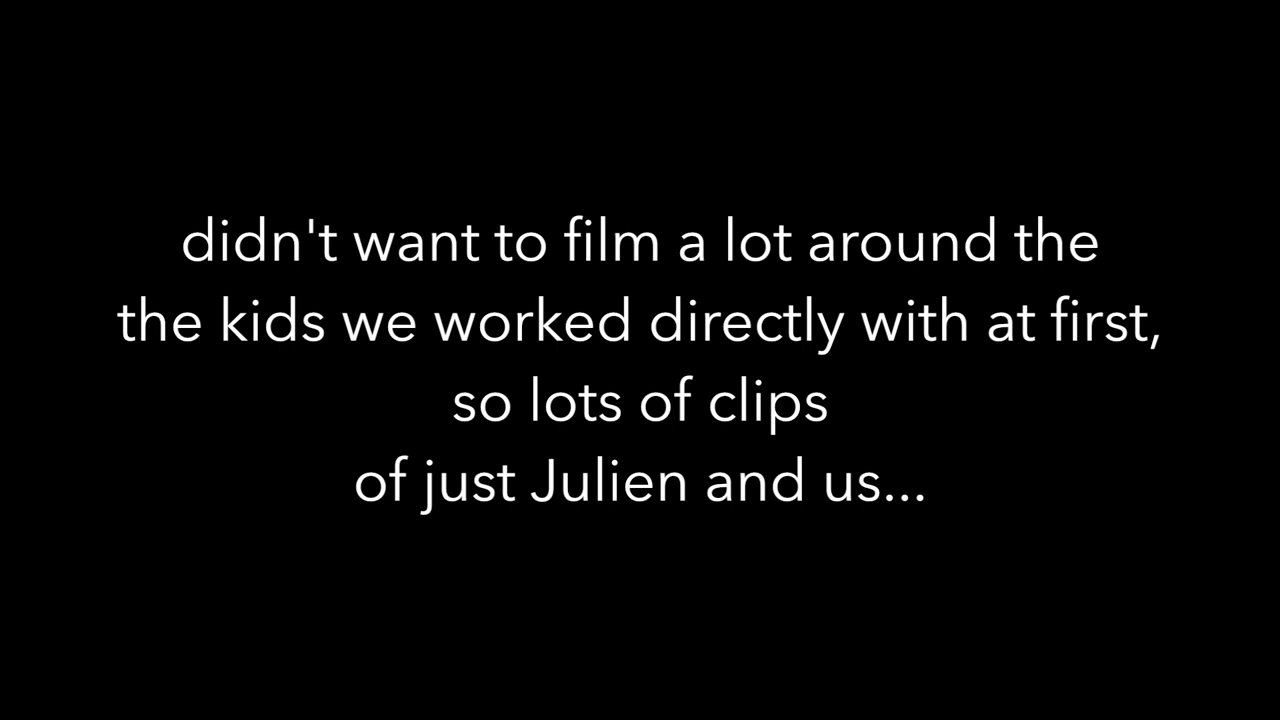 didn't want to film a lot around the
the kids we worked directly with at first,
so lots of clips
of just Julien and us...